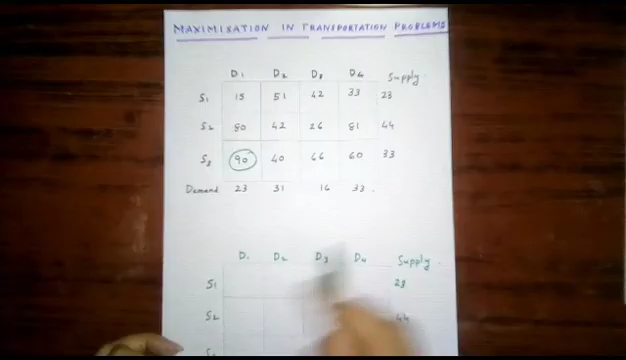 MAXIMIXATION IN TRANSPORTATION PROBLEMS
D1 D2 D3 D4 Supply
S1 15 51 42 33 23
S2 80 42 26 81 44
S3 90 40 66 60 33
Demand 23 31 16 33
D1 D2 D3 D4 Supply
S1 23
S2 44